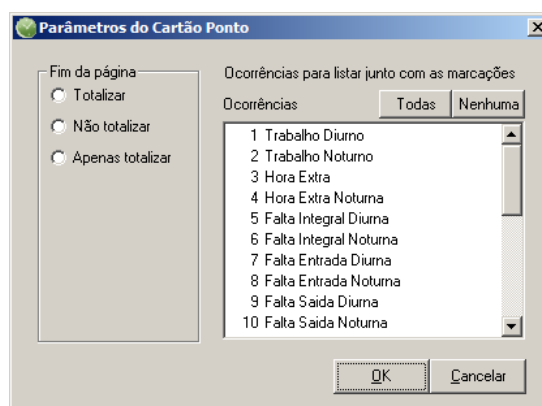 Parâmetros do Cartão Ponto
Fim da página
Totalizar
Não totalizar
Apenas totalizar
Ocorrências para listar junto com as marcações
Ocorrências
Todas
Nenhuma
1 Trabalho Diurno
2 Trabalho Noturno
3 Hora Extra
4 Hora Extra Noturna
5 Falta Integral Diurna
6 Falta Integral Noturna
7 Falta Entrada Diurna
8 Falta Entrada Noturna
9 Falta Saida Diurna
10 Falta Saida Noturna
OK
Cancelar